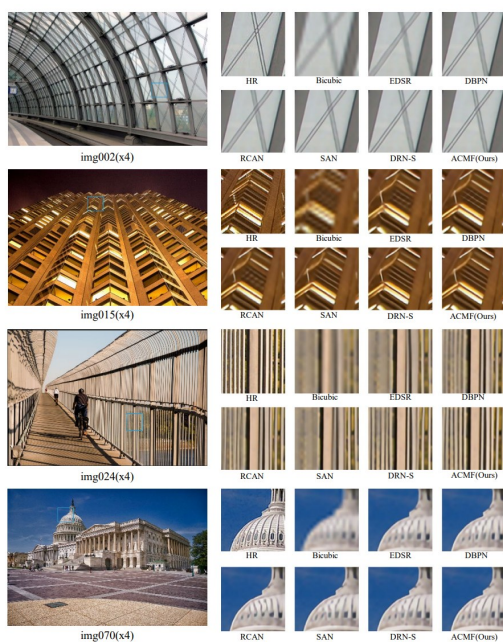 HR Bicubic EDSR DBPN
RCAN SAN DRN-S ACMF(Ours)
img002(x4)
HR Bicubic EDSR DBPN
RCAN SAN DRN-S ACMF(Ours)
img015(x4)
HR Bicubic EDSR DBPN
RCAN SAN DRN-S ACMF(Ours)
img024(x4)
HR Bicubic EDSR DBPN
RCAN SAN DRN-S ACMF(Ours)
img070(x4)